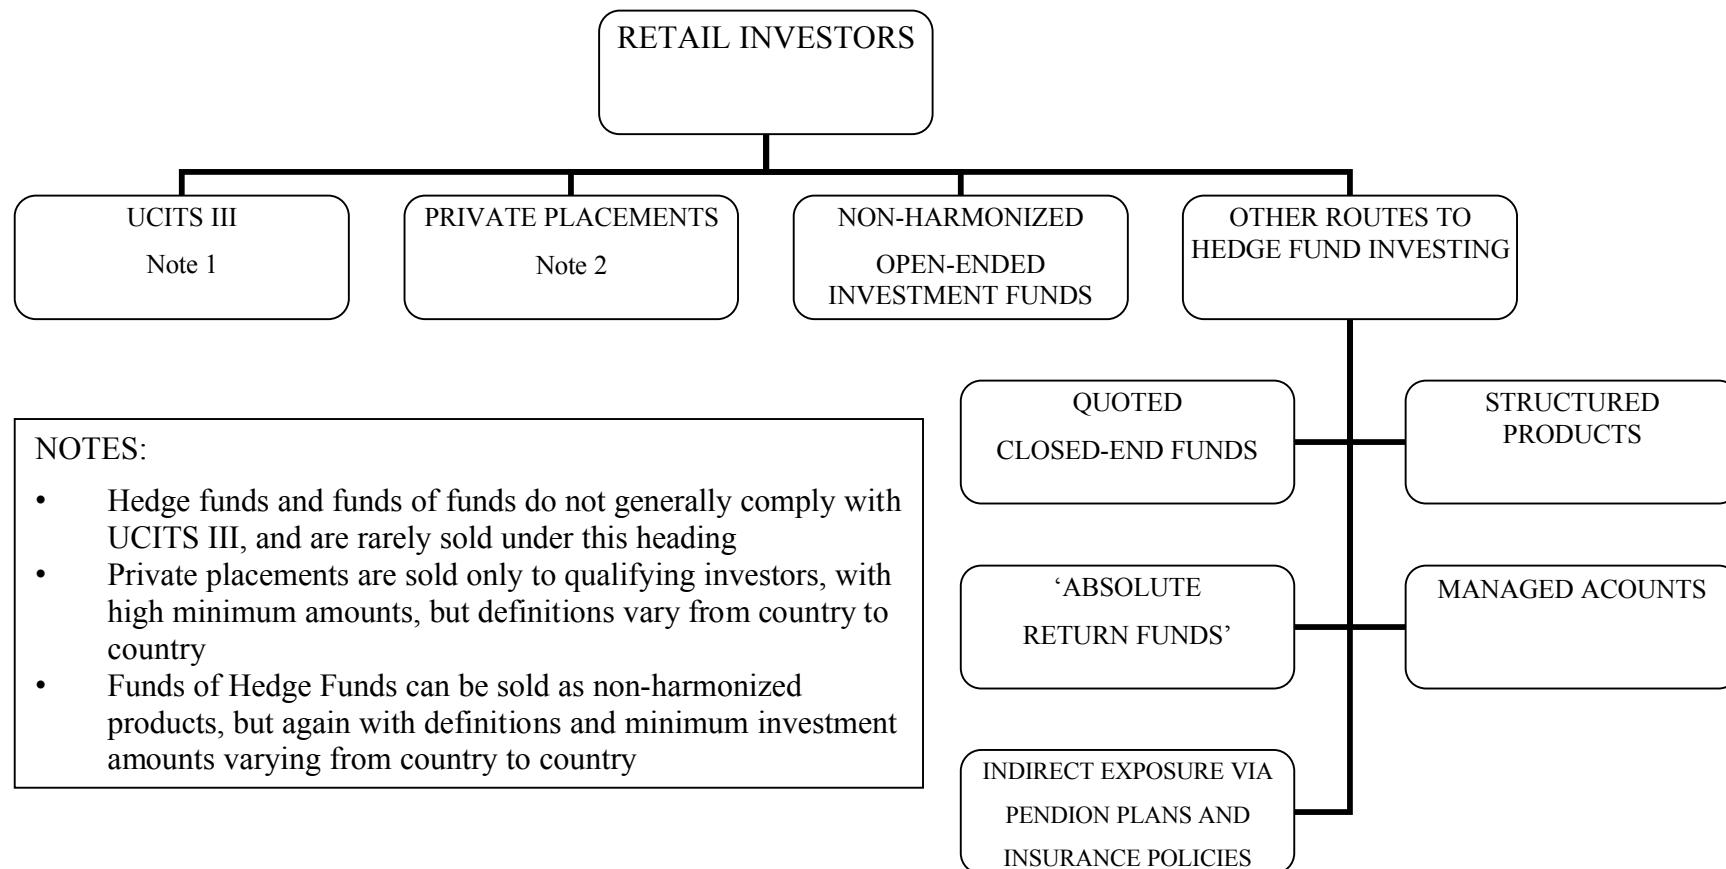 RETAIL INVESTORS
UCITS III
Note 1
PRIVATE PLACEMENTS
Note 2
NON-HARMONIZED
OPEN-ENDED
INVESTMENT FUNDS
OTHER ROUTES TO
HEDGE FUND INVESTING
QUOTED
CLOSED-END FUNDS
STRUCTURED
PRODUCTS
‘ABSOLUTE
RETURN FUNDS’
MANAGED ACOUNTS
INDIRECT EXPOSURE VIA
PENDION PLANS AND
INSURANCE POLICIES
NOTES:
• Hedge funds and funds of funds do not generally comply with
UCITS III, and are rarely sold under this heading
• Private placements are sold only to qualifying investors, with
high minimum amounts, but definitions vary from country to
country
• Funds of Hedge Funds can be sold as non-harmonized
products, but again with definitions and minimum investment
amounts varying from country to country